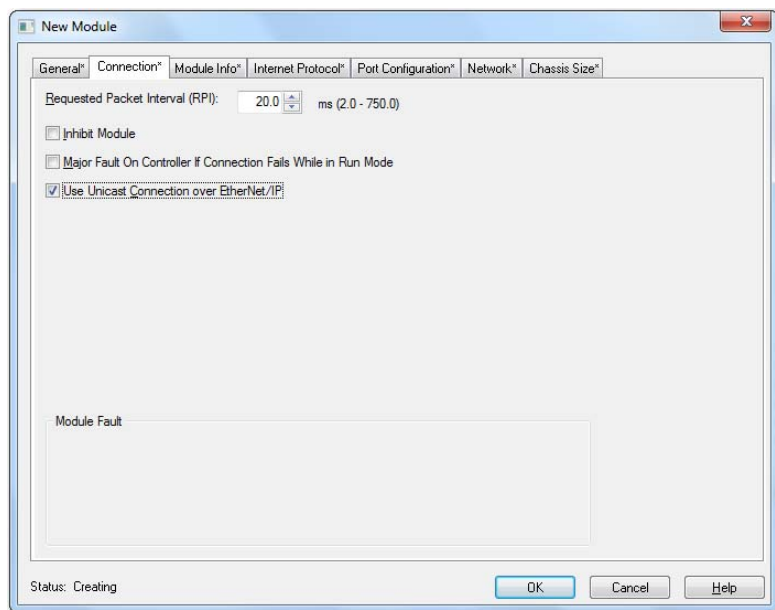 New Module
General* Connection* Module Info* Internet Protocol* Port Configuration* Network* Chassis Size*
Requested Packet Interval (RPI): 20.0 ms (2.0 - 750.0)
Inhibit Module
Major Fault On Controller If Connection Fails While in Run Mode
Use Unicast Connection over EtherNet/IP
Module Fault
Status: Creating OK Cancel Help